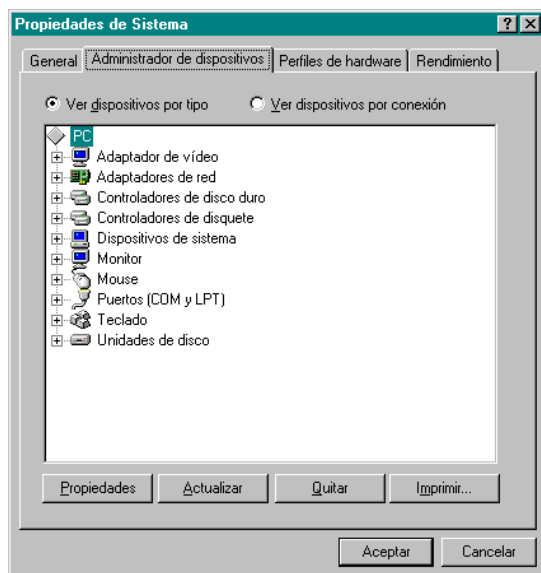 Propiedades de Sistema
General Administrador de dispositivos Perfiles de hardware Rendimiento
Ver dispositivos por tipo Ver dispositivos por conexión
PC
Adaptador de vídeo
Adaptadores de red
Controladores de disco duro
Controladores de disquete
Dispositivos de sistema
Monitor
Mouse
Puertos (COM y LPT)
Teclado
Unidades de disco
Propiedades Actualizar Quitar Imprimir...
Aceptar Cancelar